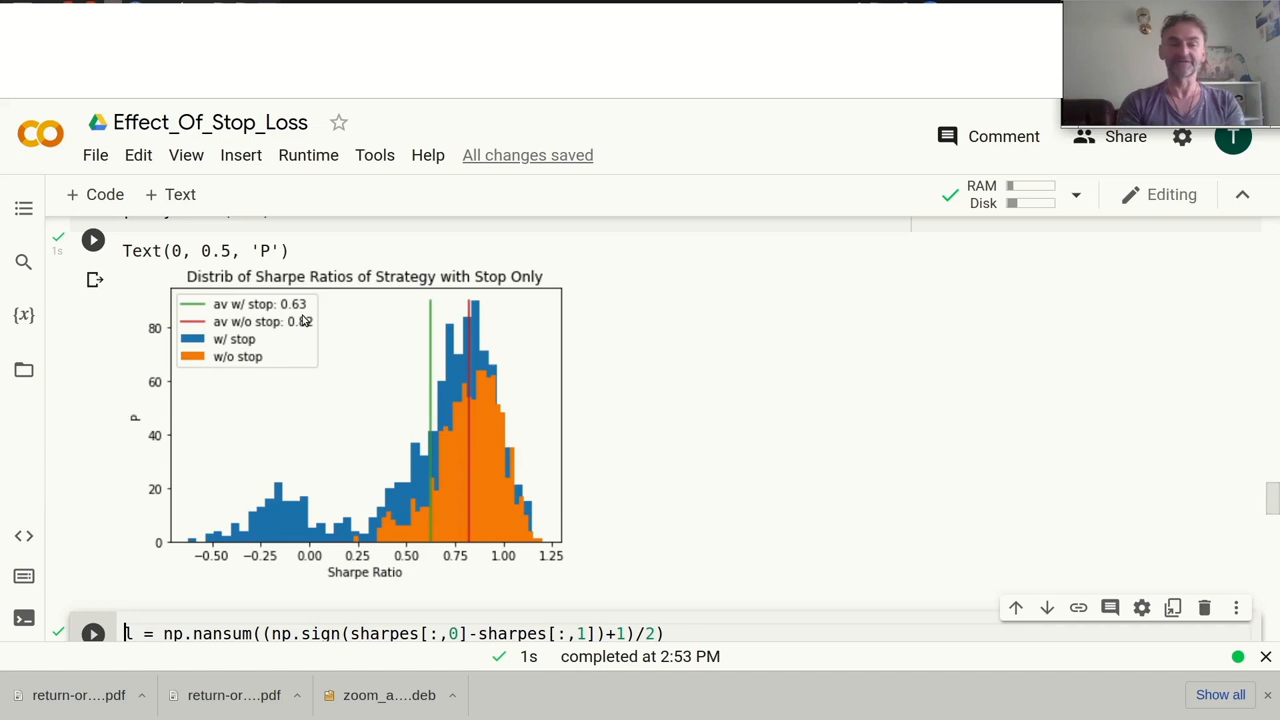 Effect_Of_Stop_Loss
Comment
Share
T
File Edit View Insert Runtime Tools Help All changes saved
+ Code + Text
RAM
Disk
Editing
1s
Text(0, 0.5, 'P')
Distrib of Sharpe Ratios of Strategy with Stop Only
av w/ stop: 0.63
av w/o stop:
w/ stop
w/o stop
80
60
40
20
0
P
−0.50 −0.25 0.00 0.25 0.50 0.75 1.00 1.25
Sharpe Ratio
{x}
l = np.nansum((np.sign(sharpes[:,0]-sharpes[:,1])+1)/2)
1s completed at 2:53 PM
return-or....pdf
return-or....pdf
zoom_a....deb
Show all